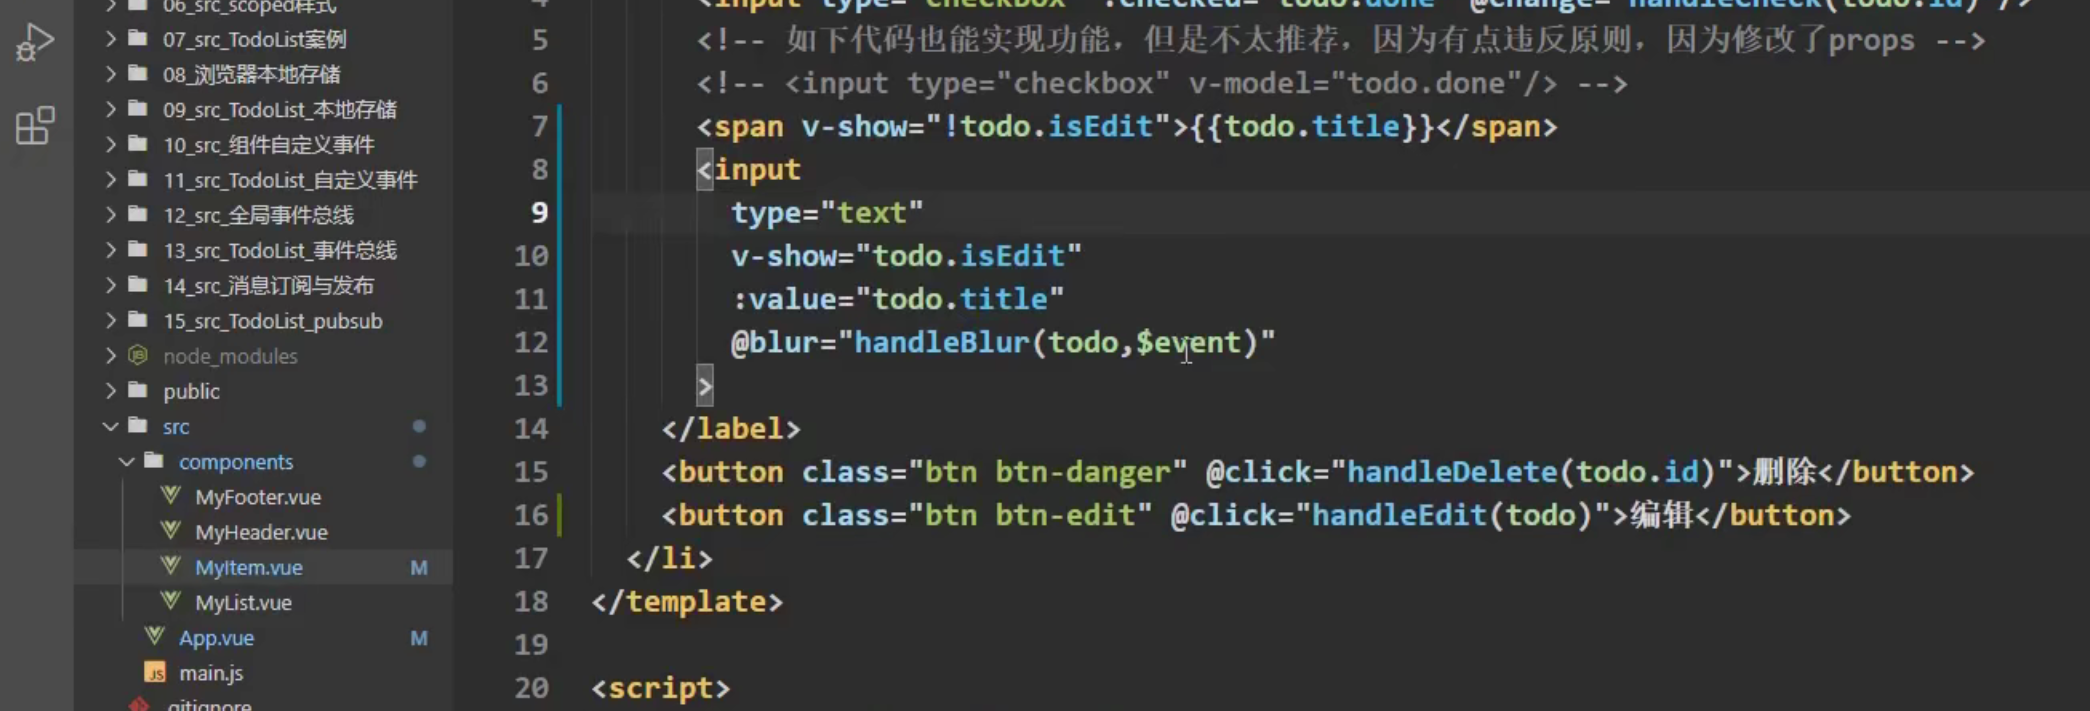 06_src_scoped样式
07_src_TodoList案例
08_浏览器本地存储
09_src_TodoList_本地存储
10_src_组件自定义事件
11_src_TodoList_自定义事件
12_src_全局事件总线
13_src_TodoList_事件总线
14_src_消息订阅与发布
15_src_TodoList_pubsub
node_modules
public
src
components
MyFooter.vue
MyHeader.vue
MyItem.vue M
MyList.vue
App.vue M
JS main.js
.gitignore
4 <input type="checkbox" :checked="todo.done" @change="handleCheck(todo.id)"/>
5 <!-- 如下代码也能实现功能，但是不太推荐，因为有点违反原则，因为修改了props -->
6 <!-- <input type="checkbox" v-model="todo.done"/> -->
7 <span v-show="!todo.isEdit">{{todo.title}}</span>
8 <input
9 type="text"
10 v-show="todo.isEdit"
11 :value="todo.title"
12 @blur="handleBlur(todo,$event)"
13 >
14 </label>
15 <button class="btn btn-danger" @click="handleDelete(todo.id)">删除</button>
16 <button class="btn btn-edit" @click="handleEdit(todo)">编辑</button>
17 </li>
18 </template>
19
20 <script>